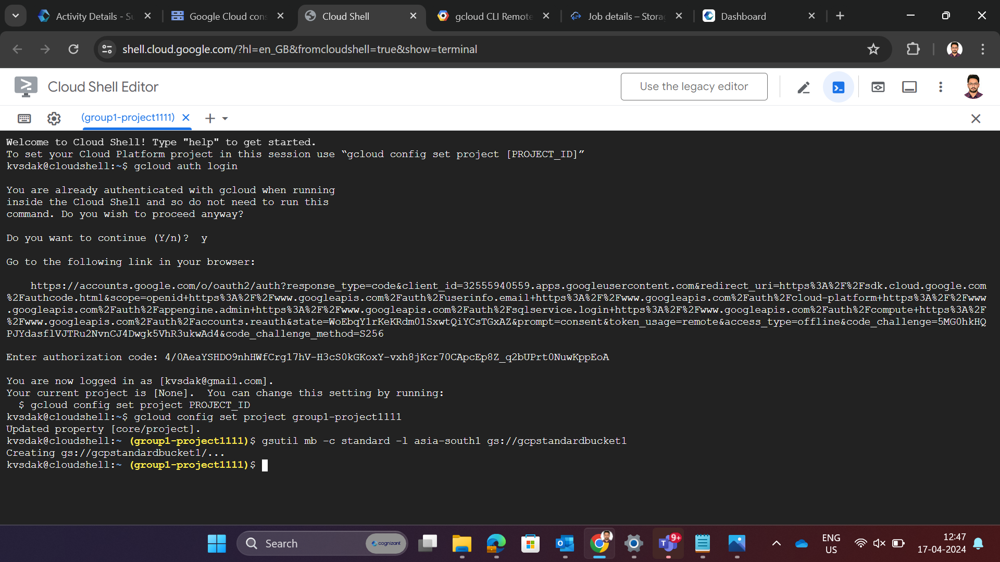 Activity Details - Su
Google Cloud cons
Cloud Shell
gcloud CLI Remote
Job details – Storag
Dashboard
shell.cloud.google.com/?hl=en_GB&fromcloudshell=true&show=terminal
Cloud Shell Editor
Use the legacy editor
(group1-project1111)
Welcome to Cloud Shell! Type "help" to get started.
To set your Cloud Platform project in this session use “gcloud config set project [PROJECT_ID]”
kvsdak@cloudshell:~$ gcloud auth login
You are already authenticated with gcloud when running
inside the Cloud Shell and so do not need to run this
command. Do you wish to proceed anyway?
Do you want to continue (Y/n)?  y
Go to the following link in your browser:
https://accounts.google.com/o/oauth2/auth?response_type=code&client_id=32555940559.apps.googleusercontent.com&redirect_uri=https%3A%2F%2Fsdk.cloud.google.com
%2Fauthcode.html&scope=openid+https%3A%2F%2Fwww.googleapis.com%2Fauth%2Fuserinfo.email+https%3A%2F%2Fwww.googleapis.com%2Fauth%2Fcloud-platform+https%3A%2F%2Fwww
.googleapis.com%2Fauth%2Fappengine.admin+https%3A%2F%2Fwww.googleapis.com%2Fauth%2Fsqlservice.login+https%3A%2F%2Fwww.googleapis.com%2Fauth%2Fcompute+https%3A%2F
%2Fwww.googleapis.com%2Fauth%2Faccounts.reauth&state=WoEbqY1rKeKRdm01SxwtQiYCsTGxAZ&prompt=consent&token_usage=remote&access_type=offline&code_challenge=5MG0hkHQ
PJYdasflVJTRu2NvnCJ4Dwgk5VhR3ukwAd4&code_challenge_method=S256
Enter authorization code: 4/0AeaYSHDO9nhHWfCrg17hV-H3cS0kGKoxY-vxh8jKcr70CApcEp8Z_q2bUPrt0NuwKppEoA
You are now logged in as [kvsdak@gmail.com].
Your current project is [None].  You can change this setting by running:
$ gcloud config set project PROJECT_ID
kvsdak@cloudshell:~$ gcloud config set project group1-project1111
Updated property [core/project].
kvsdak@cloudshell:~ (group1-project1111)$ gsutil mb -c standard -l asia-south1 gs://gcpstandardbucket1
Creating gs://gcpstandardbucket1/...
kvsdak@cloudshell:~ (group1-project1111)$
Search
cognizant
9+
ENG
US
12:47
17-04-2024